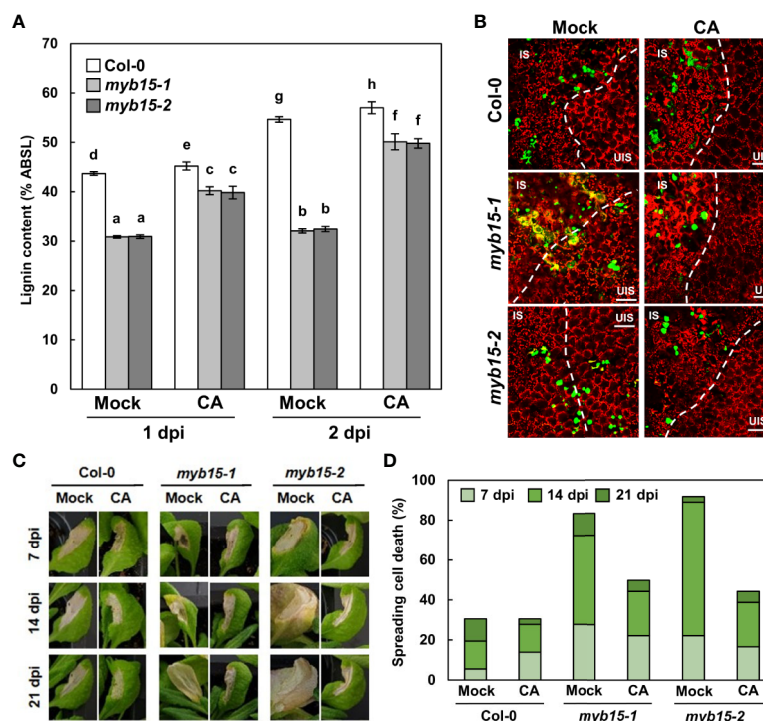 A
Lignin content (% ABSL)
70
60
50
40
30
20
10
0
Col-0
myb15-1
myb15-2
d
a a
e
c c
g
b b
h
f f
Mock CA Mock CA
1 dpi 2 dpi
B
Mock CA
Col-0
IS UIS IS UIS
myb15-1
IS UIS IS UIS
myb15-2
IS UIS IS UIS
C
Col-0 myb15-1 myb15-2
Mock CA Mock CA Mock CA
7 dpi
14 dpi
21 dpi
D
Spreading cell death (%)
100
80
60
40
20
0
7 dpi 14 dpi 21 dpi
Mock CA Mock CA Mock CA
Col-0 myb15-1 myb15-2